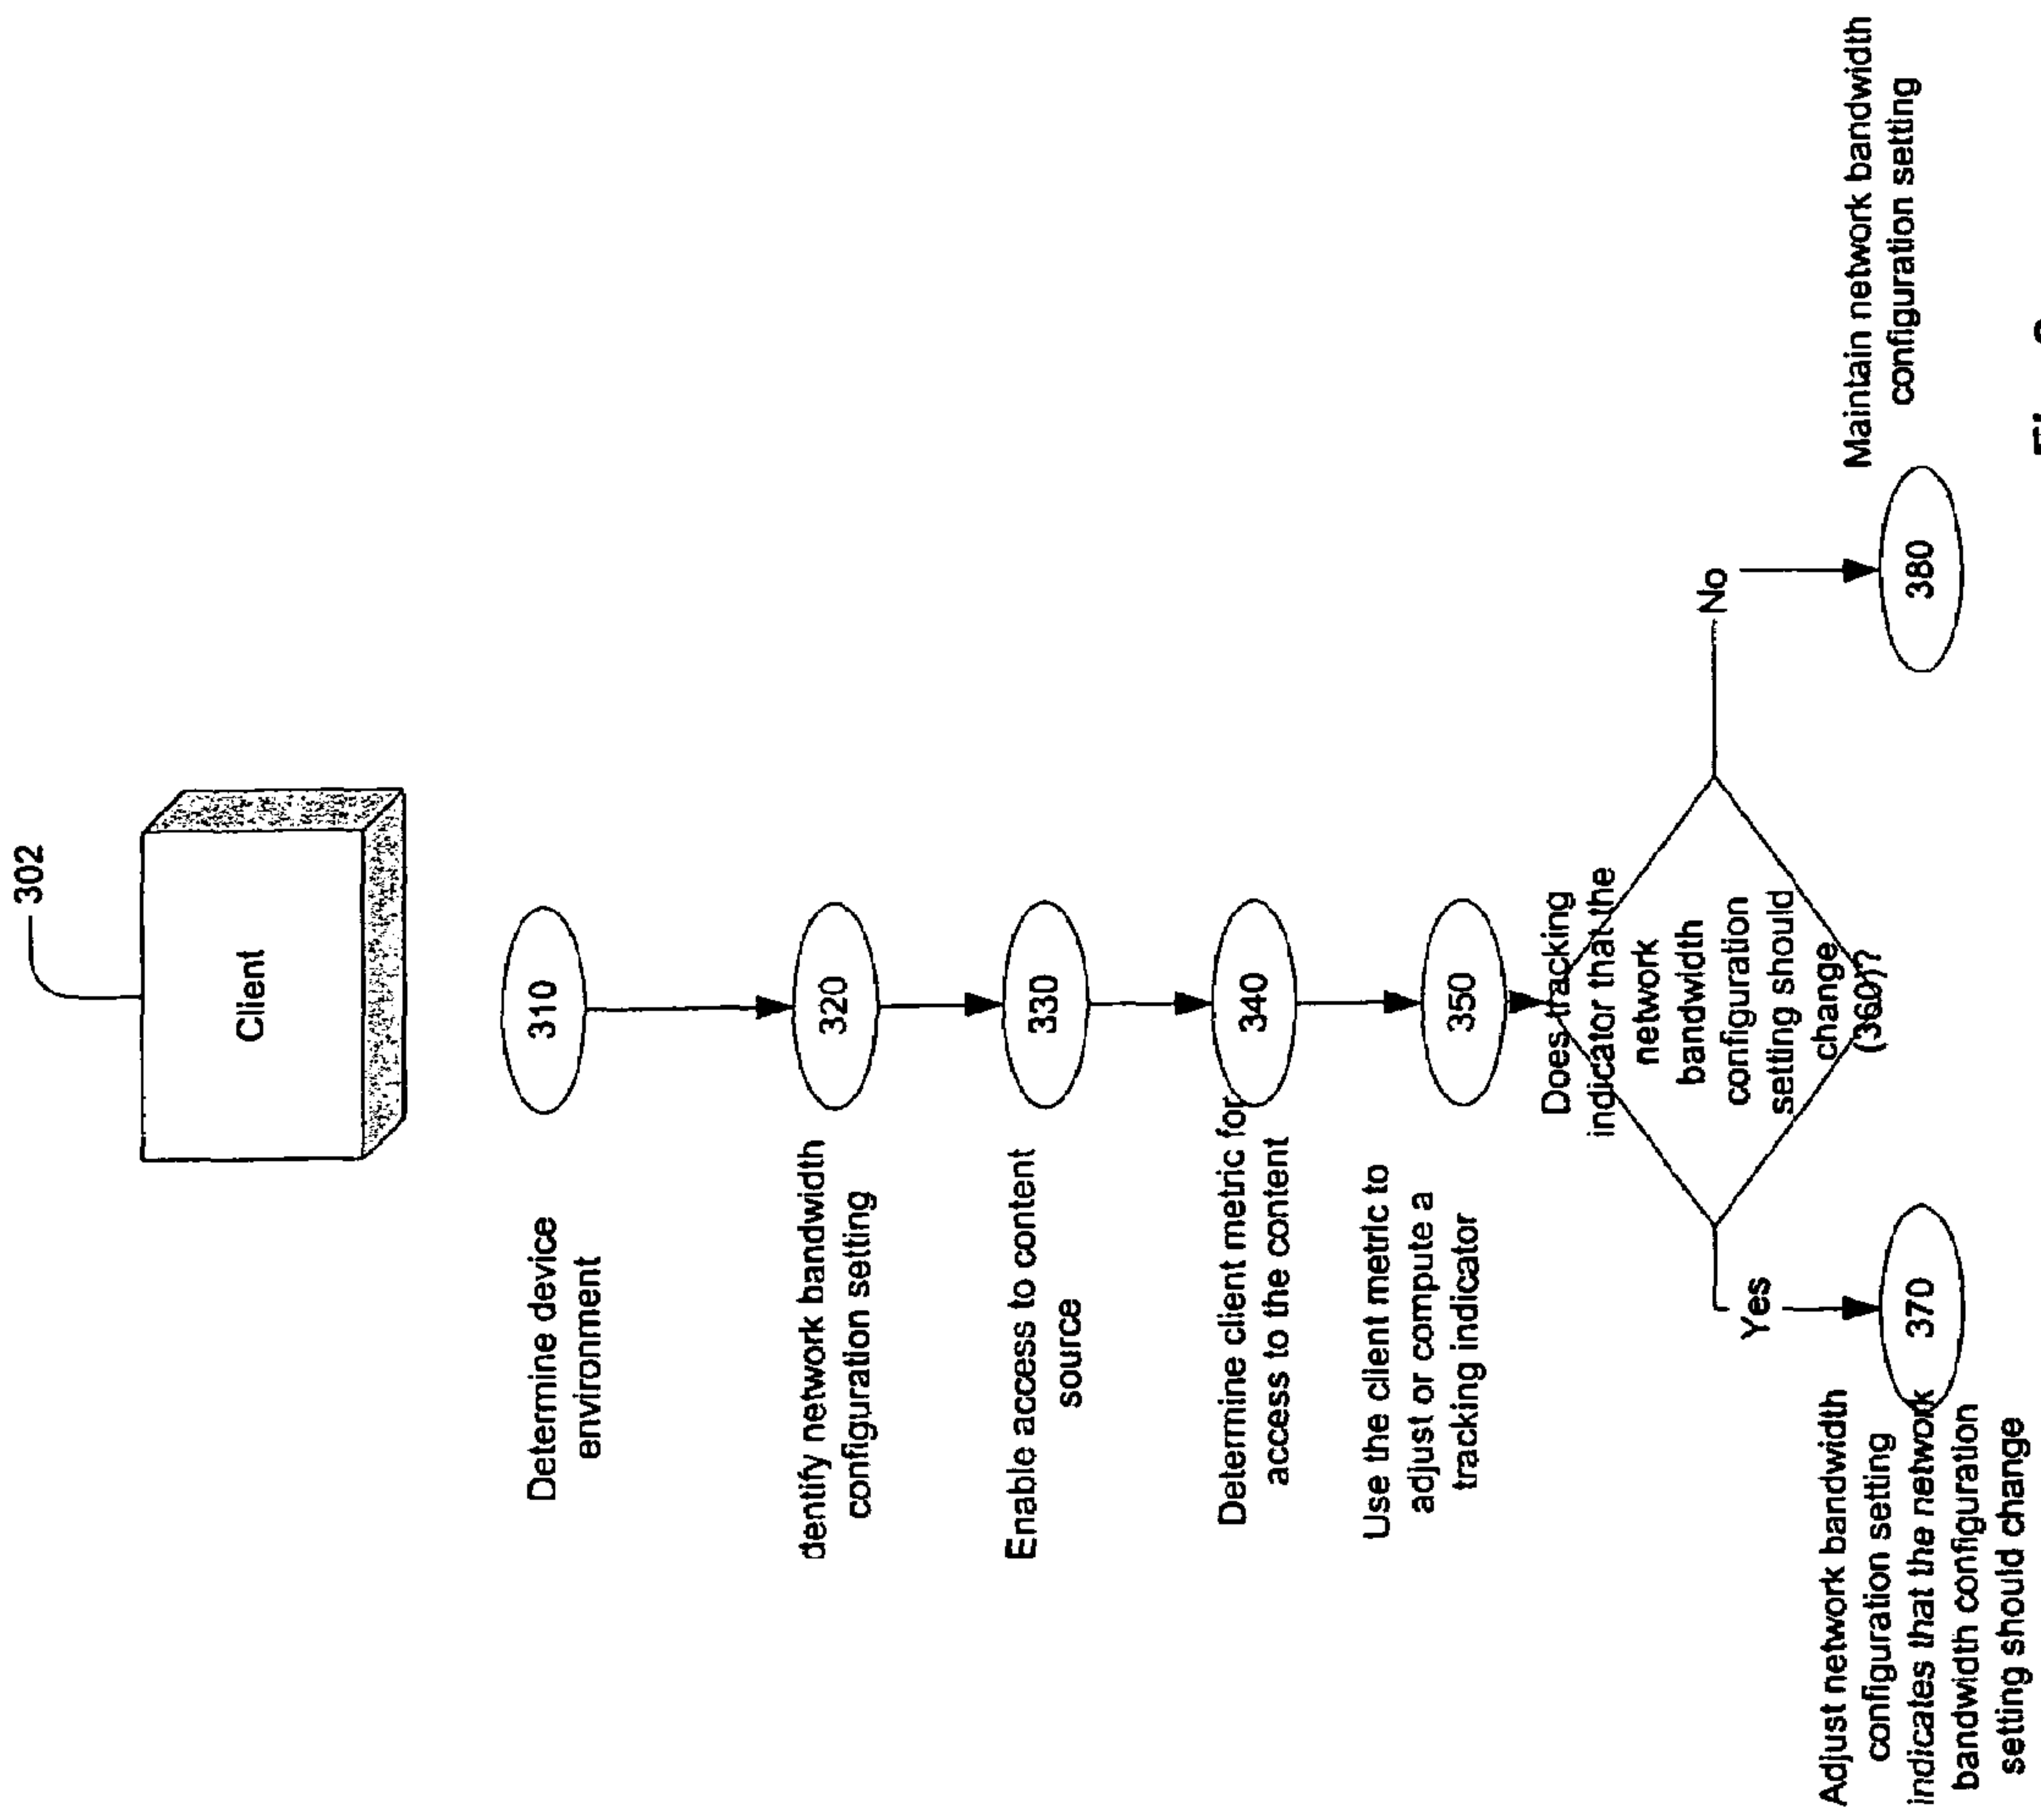 302
Client
Determine device
environment
310
dentify network bandwidth
configuration setting
320
Enable access to content
source
330
Determine client metric for
access to the content
340
Use the client metric to
adjust or compute a
tracking indicator
350
Does tracking
indicator that the
network
bandwidth
configuration
setting should
change
(360)?
Yes
No
Adjust network bandwidth
configuration setting
indicates that the network
bandwidth configuration
setting should change
370
Maintain network bandwidth
configuration setting
380